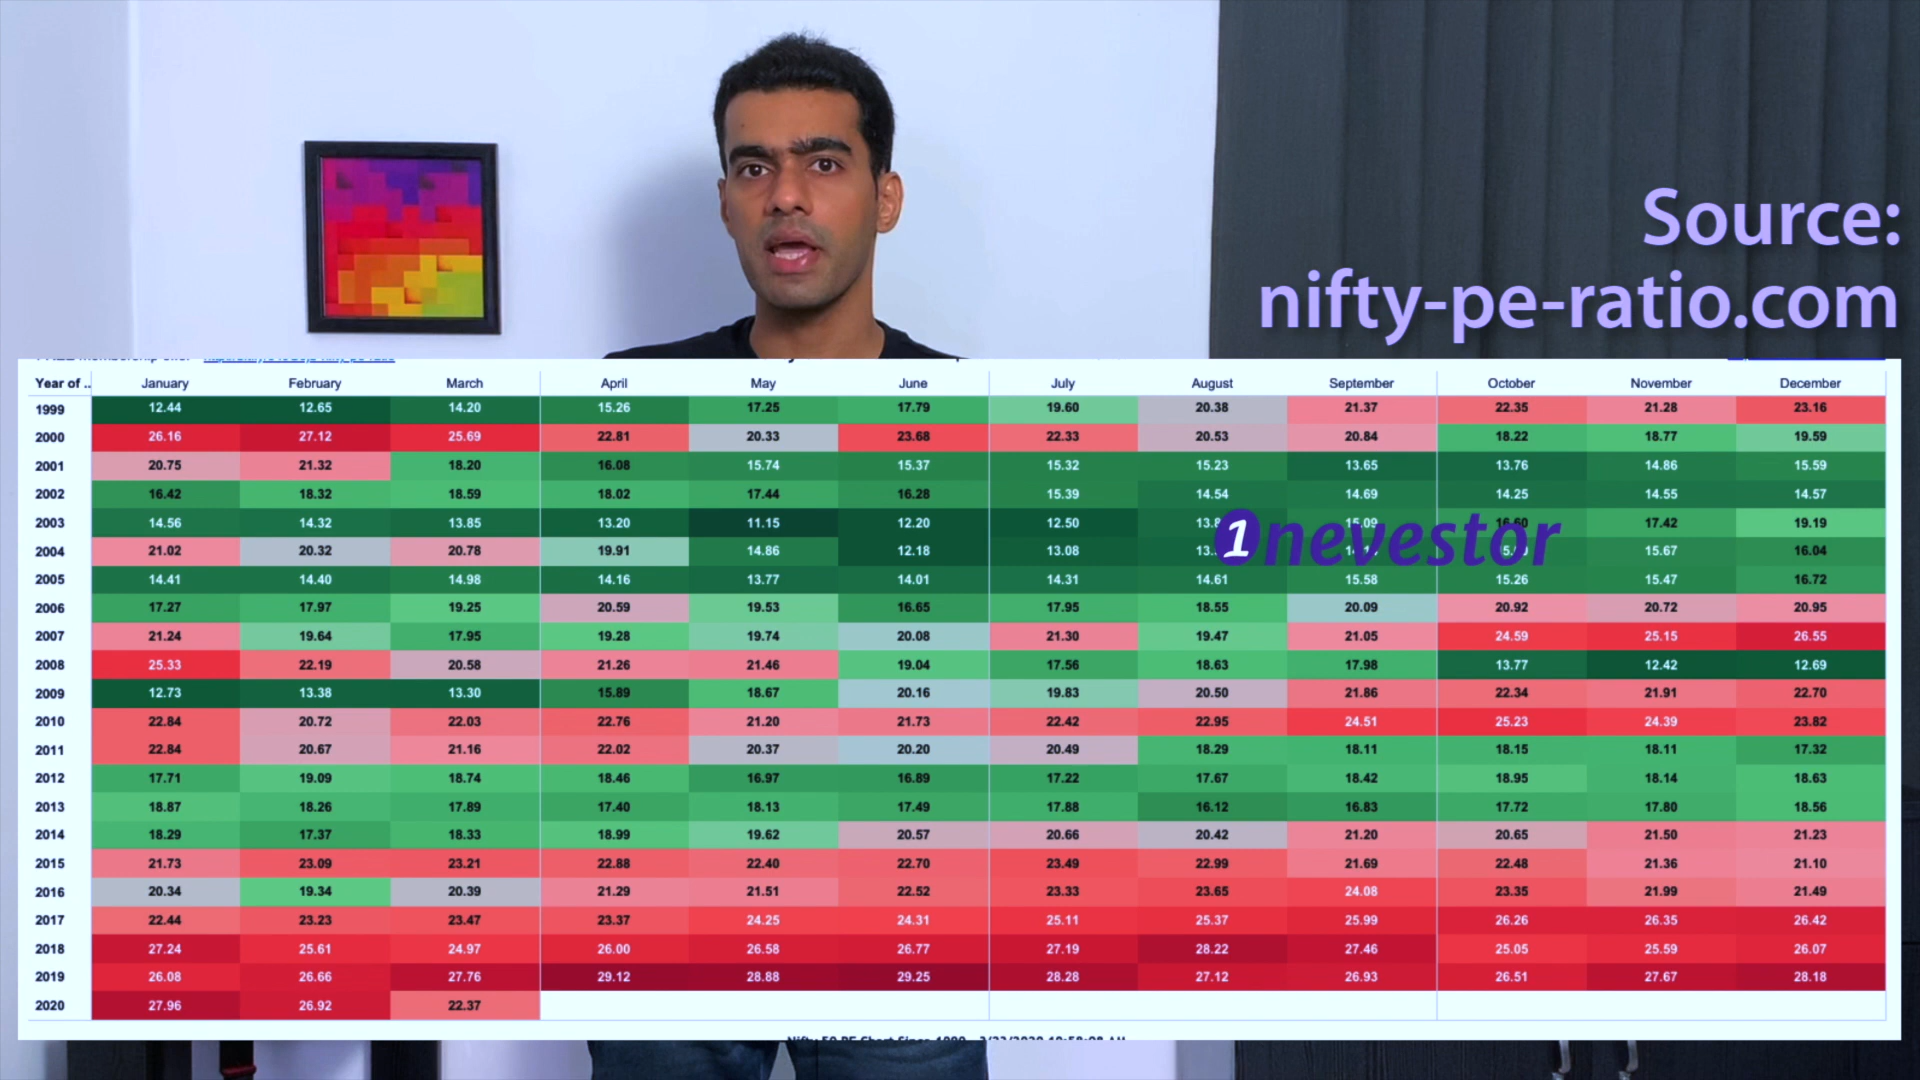 Source:
nifty-pe-ratio.com
Year of .. January February March April May June July August September October November December
1999 12.44 12.65 14.20 15.26 17.25 17.79 19.60 20.38 21.37 22.35 21.28 23.16
2000 26.16 27.12 25.69 22.81 20.33 23.68 22.33 20.53 20.84 18.22 18.77 19.59
2001 20.75 21.32 18.20 16.08 15.74 15.37 15.32 15.23 13.65 13.76 14.86 15.59
2002 16.42 18.32 18.59 18.02 17.44 16.28 15.39 14.54 14.69 14.25 14.55 14.57
2003 14.56 14.32 13.85 13.20 11.15 12.20 12.50 15.09 16.60 17.42 19.19
1nevestor
2004 21.02 20.32 20.78 19.91 14.86 12.18 13.08 15.67 16.04
2005 14.41 14.40 14.98 14.16 13.77 14.01 14.31 14.61 15.58 15.26 15.47 16.72
2006 17.27 17.97 19.25 20.59 19.53 16.65 17.95 18.55 20.09 20.92 20.72 20.95
2007 21.24 19.64 17.95 19.28 19.74 20.08 21.30 19.47 21.05 24.59 25.15 26.55
2008 25.33 22.19 20.58 21.26 21.46 19.04 17.56 18.63 17.98 13.77 12.42 12.69
2009 12.73 13.38 13.30 15.89 18.67 20.16 19.83 20.50 21.86 22.34 21.91 22.70
2010 22.84 20.72 22.03 22.76 21.20 21.73 22.42 22.95 24.51 25.23 24.39 23.82
2011 22.84 20.67 21.16 22.02 20.37 20.20 20.49 18.29 18.11 18.15 18.11 17.32
2012 17.71 19.09 18.74 18.46 16.97 16.89 17.22 17.67 18.42 18.95 18.14 18.63
2013 18.87 18.26 17.89 17.40 18.13 17.49 17.88 16.12 16.83 17.72 17.80 18.56
2014 18.29 17.37 18.33 18.99 19.62 20.57 20.66 20.42 21.20 20.65 21.50 21.23
2015 21.73 23.09 23.21 22.88 22.40 22.70 23.49 22.99 21.69 22.48 21.36 21.10
2016 20.34 19.34 20.39 21.29 21.51 22.52 23.33 23.65 24.08 23.35 21.99 21.49
2017 22.44 23.23 23.47 23.37 24.25 24.31 25.11 25.37 25.99 26.26 26.35 26.42
2018 27.24 25.61 24.97 26.00 26.58 26.77 27.19 28.22 27.46 25.05 25.59 26.07
2019 26.08 26.66 27.76 29.12 28.88 29.25 28.28 27.12 26.93 26.51 27.67 28.18
2020 27.96 26.92 22.37